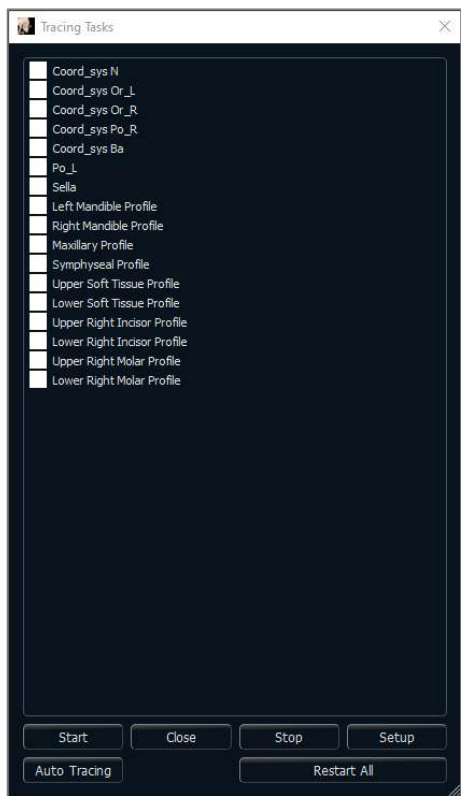 Tracing Tasks
Coord_sys N
Coord_sys Or_L
Coord_sys Or_R
Coord_sys Po_R
Coord_sys Ba
Po_L
Sella
Left Mandible Profile
Right Mandible Profile
Maxillary Profile
Symphyseal Profile
Upper Soft Tissue Profile
Lower Soft Tissue Profile
Upper Right Incisor Profile
Lower Right Incisor Profile
Upper Right Molar Profile
Lower Right Molar Profile
Start Close Stop Setup
Auto Tracing Restart All